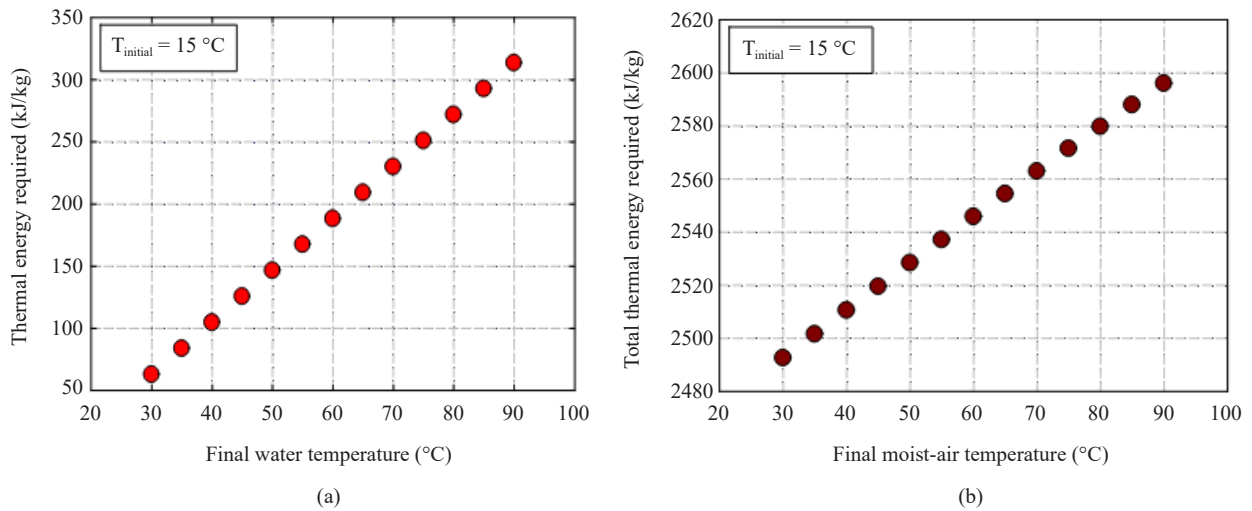 T_initial = 15 °C
Thermal energy required (kJ/kg)
350
300
250
200
150
100
50
20 30 40 50 60 70 80 90 100
Final water temperature (°C)
(a)
T_initial = 15 °C
Total thermal energy required (kJ/kg)
2620
2600
2580
2560
2540
2520
2500
2480
20 30 40 50 60 70 80 90 100
Final moist-air temperature (°C)
(b)